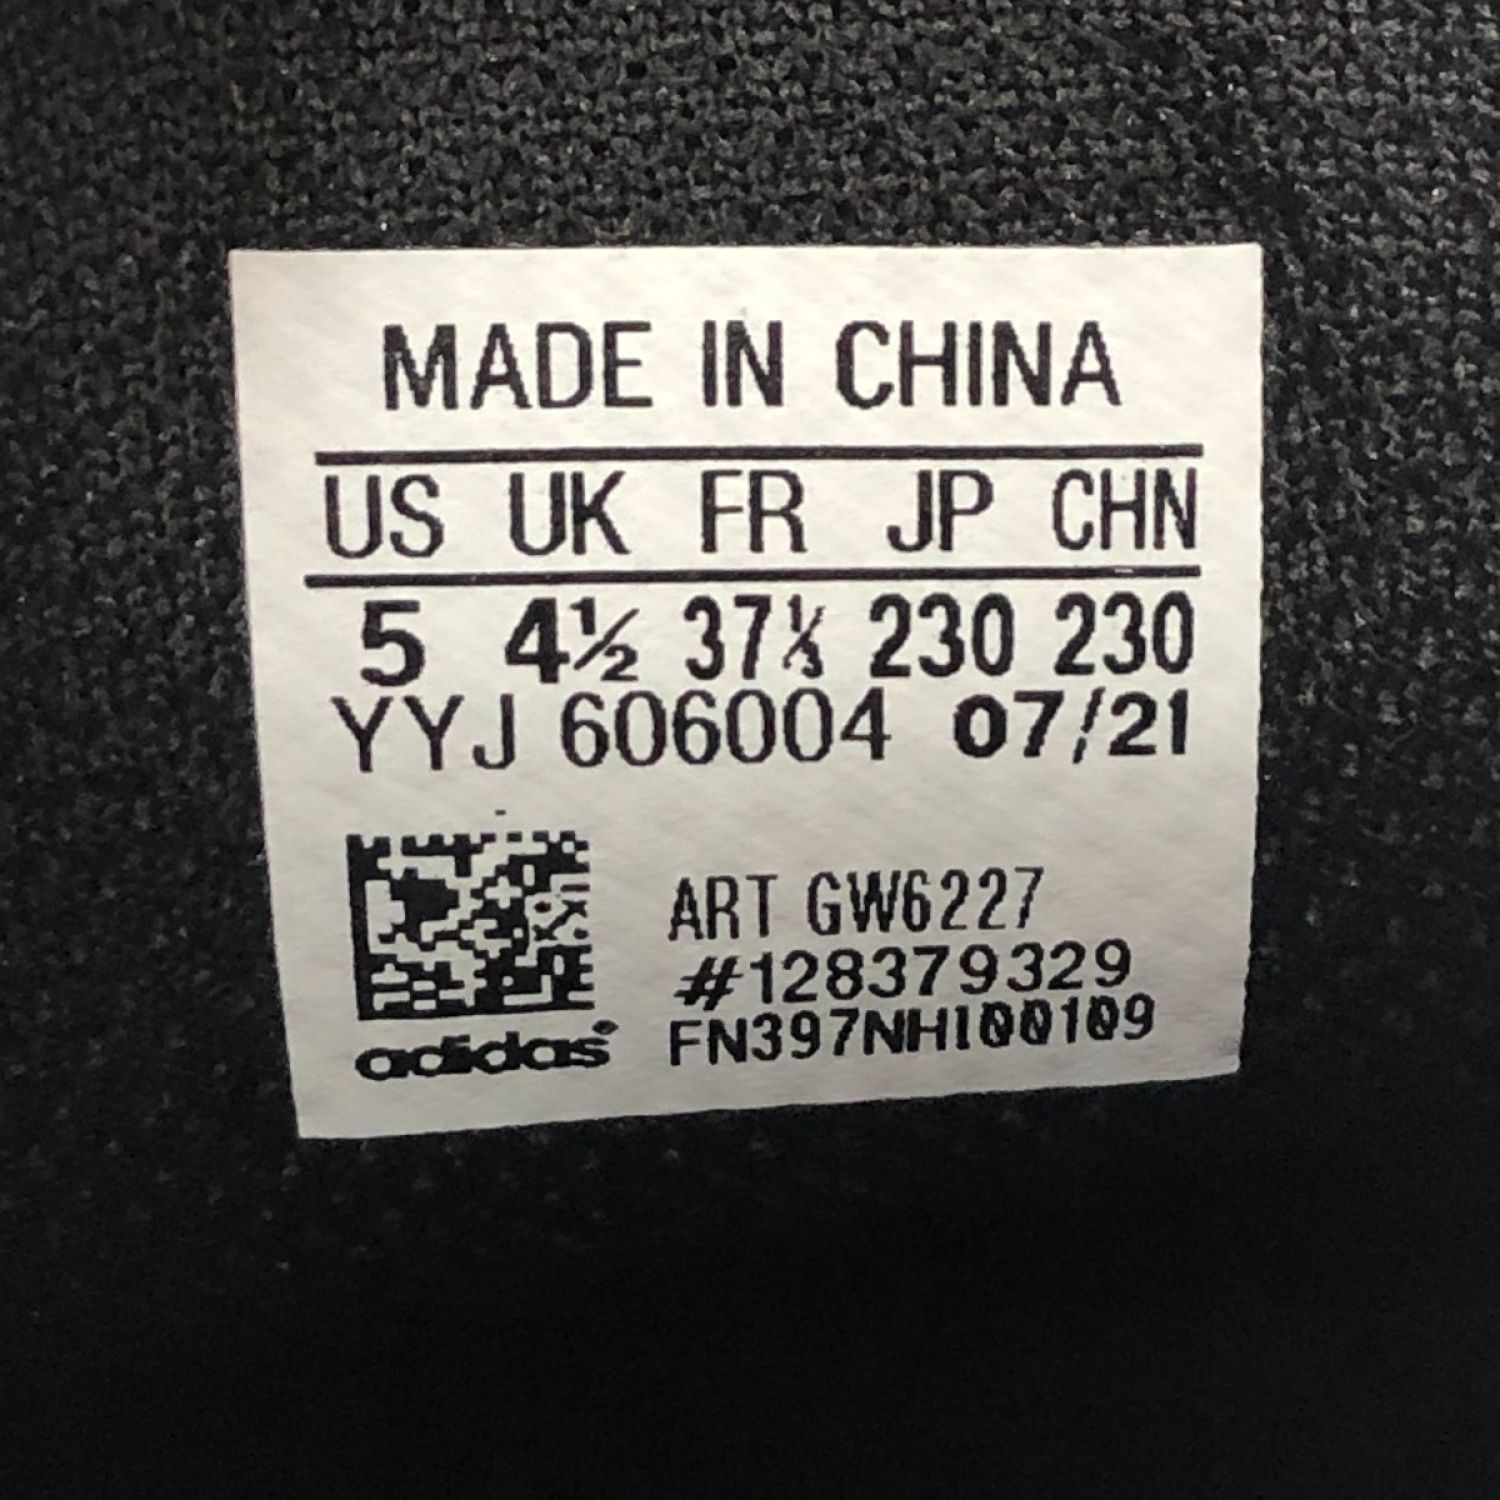 MADE IN CHINA
US UK FR JP CHN
5 4½ 37⅓ 230 230
YYJ 606004 07/21
ART GW6227
#128379329
adidas® FN397NH100109